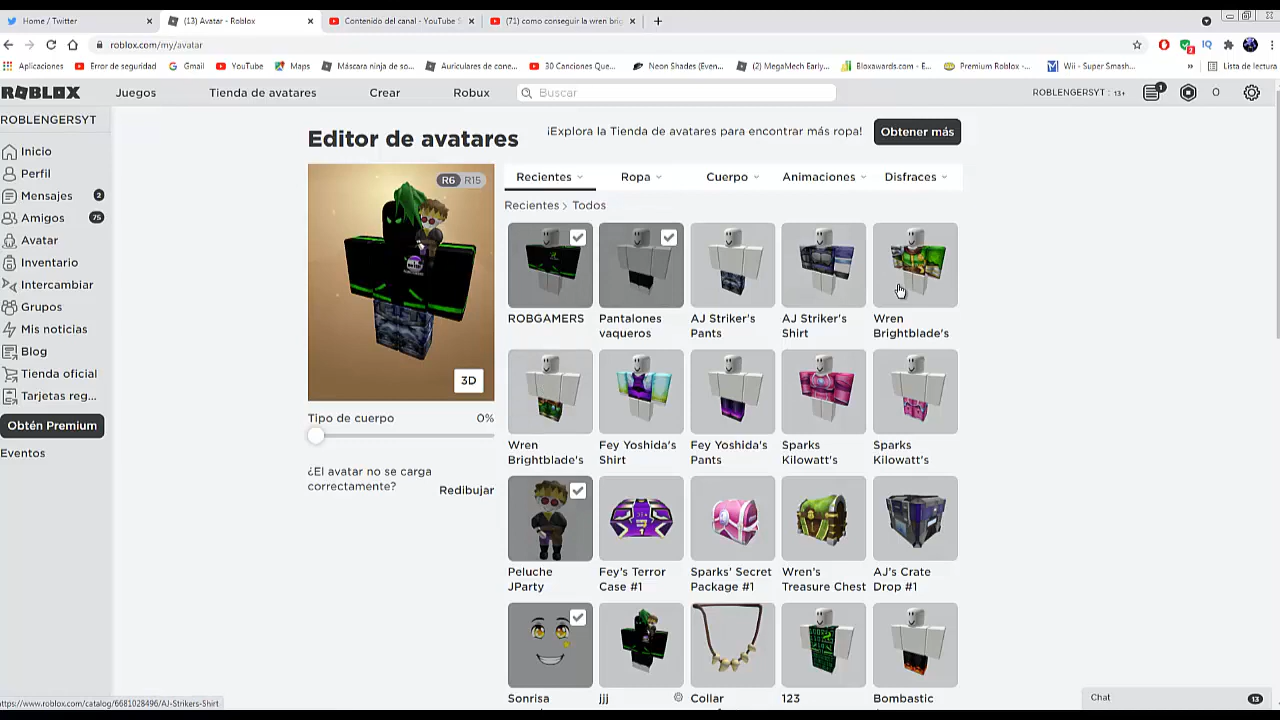 Home / Twitter
(13) Avatar - Roblox
Contenido del canal - YouTube S
(71) como conseguir la wren brig
roblox.com/my/avatar
Aplicaciones
Error de seguridad
Gmail
YouTube
Maps
Máscara ninja de so...
Auriculares de cone...
30 Canciones Que...
Neon Shades (Even...
(2) MegaMech Early...
Bloxawards.com - E...
Premium Roblox -...
Wii - Super Smash...
»
Lista de lectura
ROBLOX
Juegos
Tienda de avatares
Crear
Robux
Buscar
ROBLENGERSYT : 13+
1
0
ROBLENGERSYT
Inicio
Perfil
Mensajes 2
Amigos 75
Avatar
Inventario
Intercambiar
Grupos
Mis noticias
Blog
Tienda oficial
Tarjetas reg...
Obtén Premium
Eventos
Editor de avatares
¡Explora la Tienda de avatares para encontrar más ropa!
Obtener más
R6 R15
3D
Tipo de cuerpo 0%
¿El avatar no se carga
correctamente?
Redibujar
Recientes
Ropa
Cuerpo
Animaciones
Disfraces
Recientes > Todos
ROBGAMERS
Pantalones
vaqueros
AJ Striker's
Pants
AJ Striker's
Shirt
Wren
Brightblade's
Wren
Brightblade's
Fey Yoshida's
Shirt
Fey Yoshida's
Pants
Sparks
Kilowatt's
Sparks
Kilowatt's
Peluche
JParty
Fey's Terror
Case #1
Sparks' Secret
Package #1
Wren's
Treasure Chest
AJ's Crate
Drop #1
Sonrisa
jjj
Collar
123
Bombastic
Chat 13
https://www.roblox.com/catalog/6681028496/AJ-Strikers-Shirt